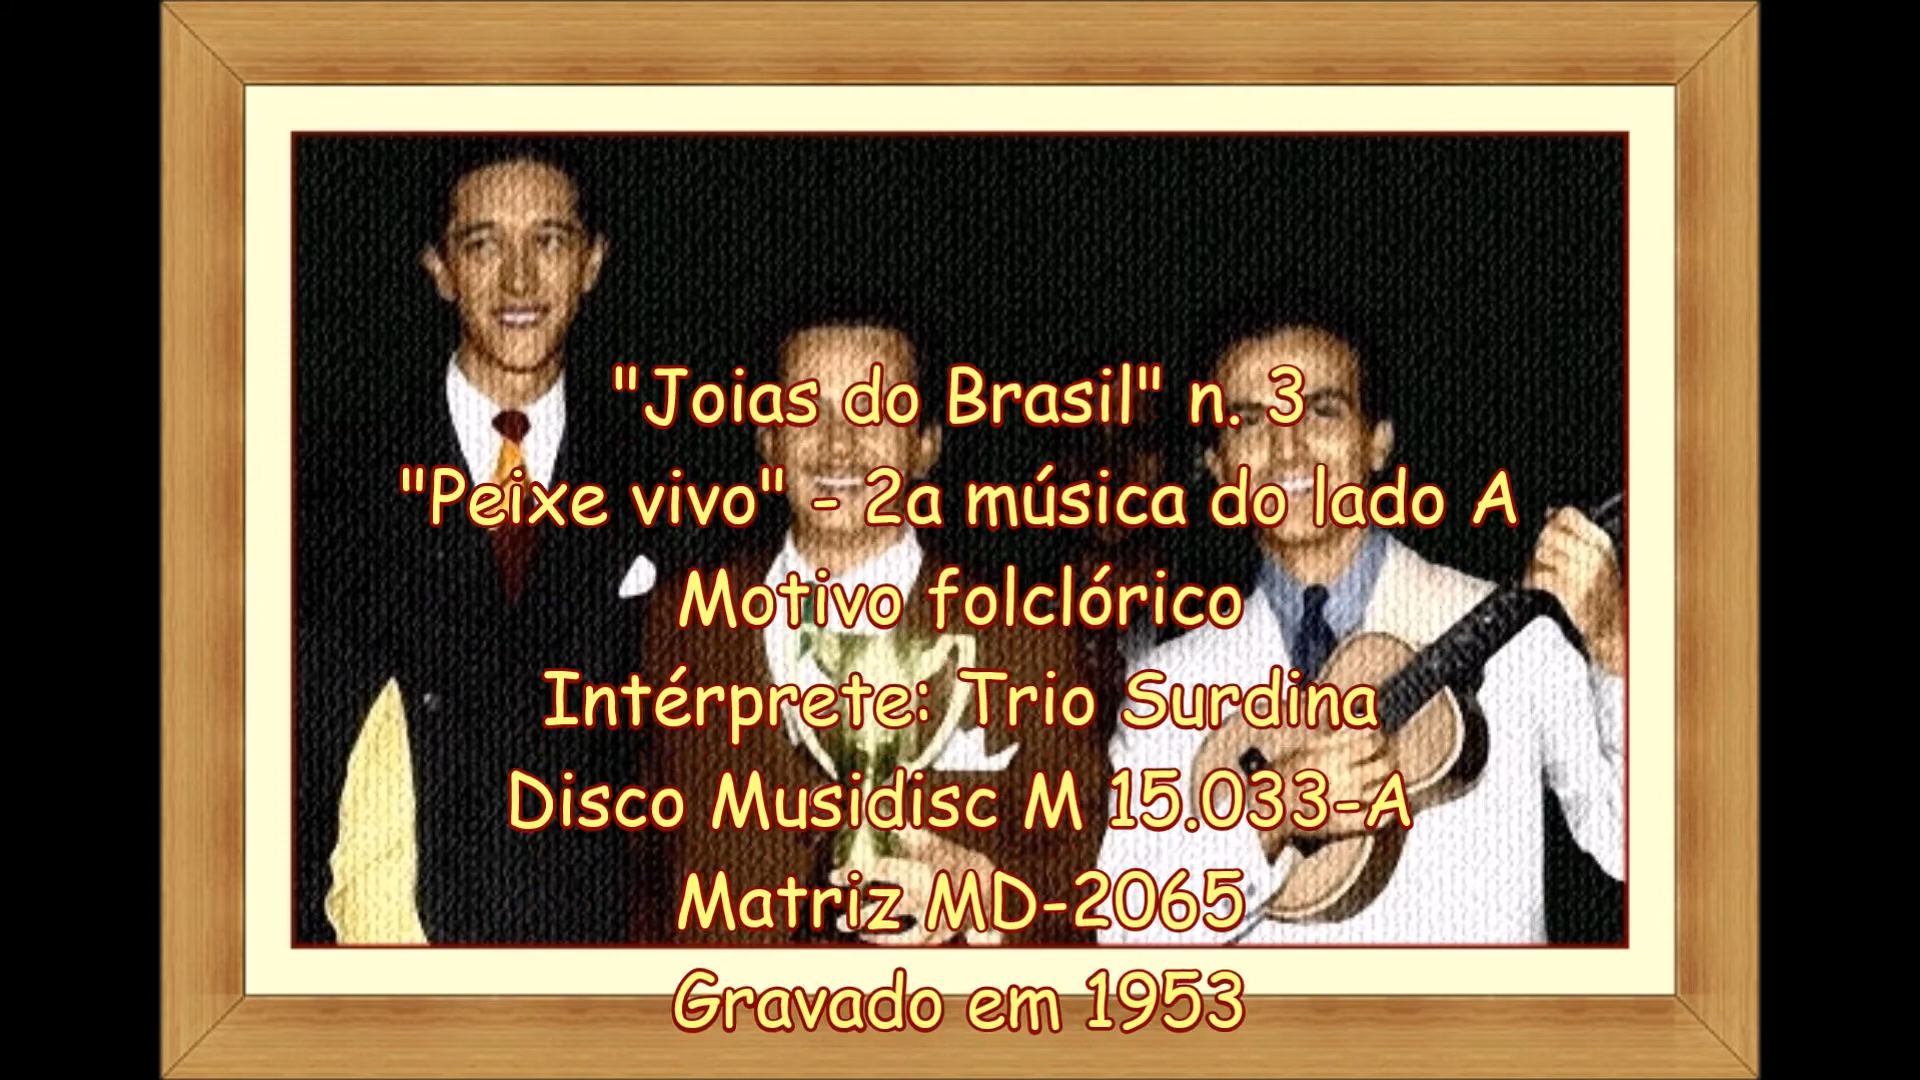 "Joias do Brasil" n. 3
"Peixe vivo" - 2a música do lado A
Motivo folclórico
Intérprete: Trio Surdina
Disco Musidisc M 15.033-A
Matriz MD-2065
Gravado em 1953